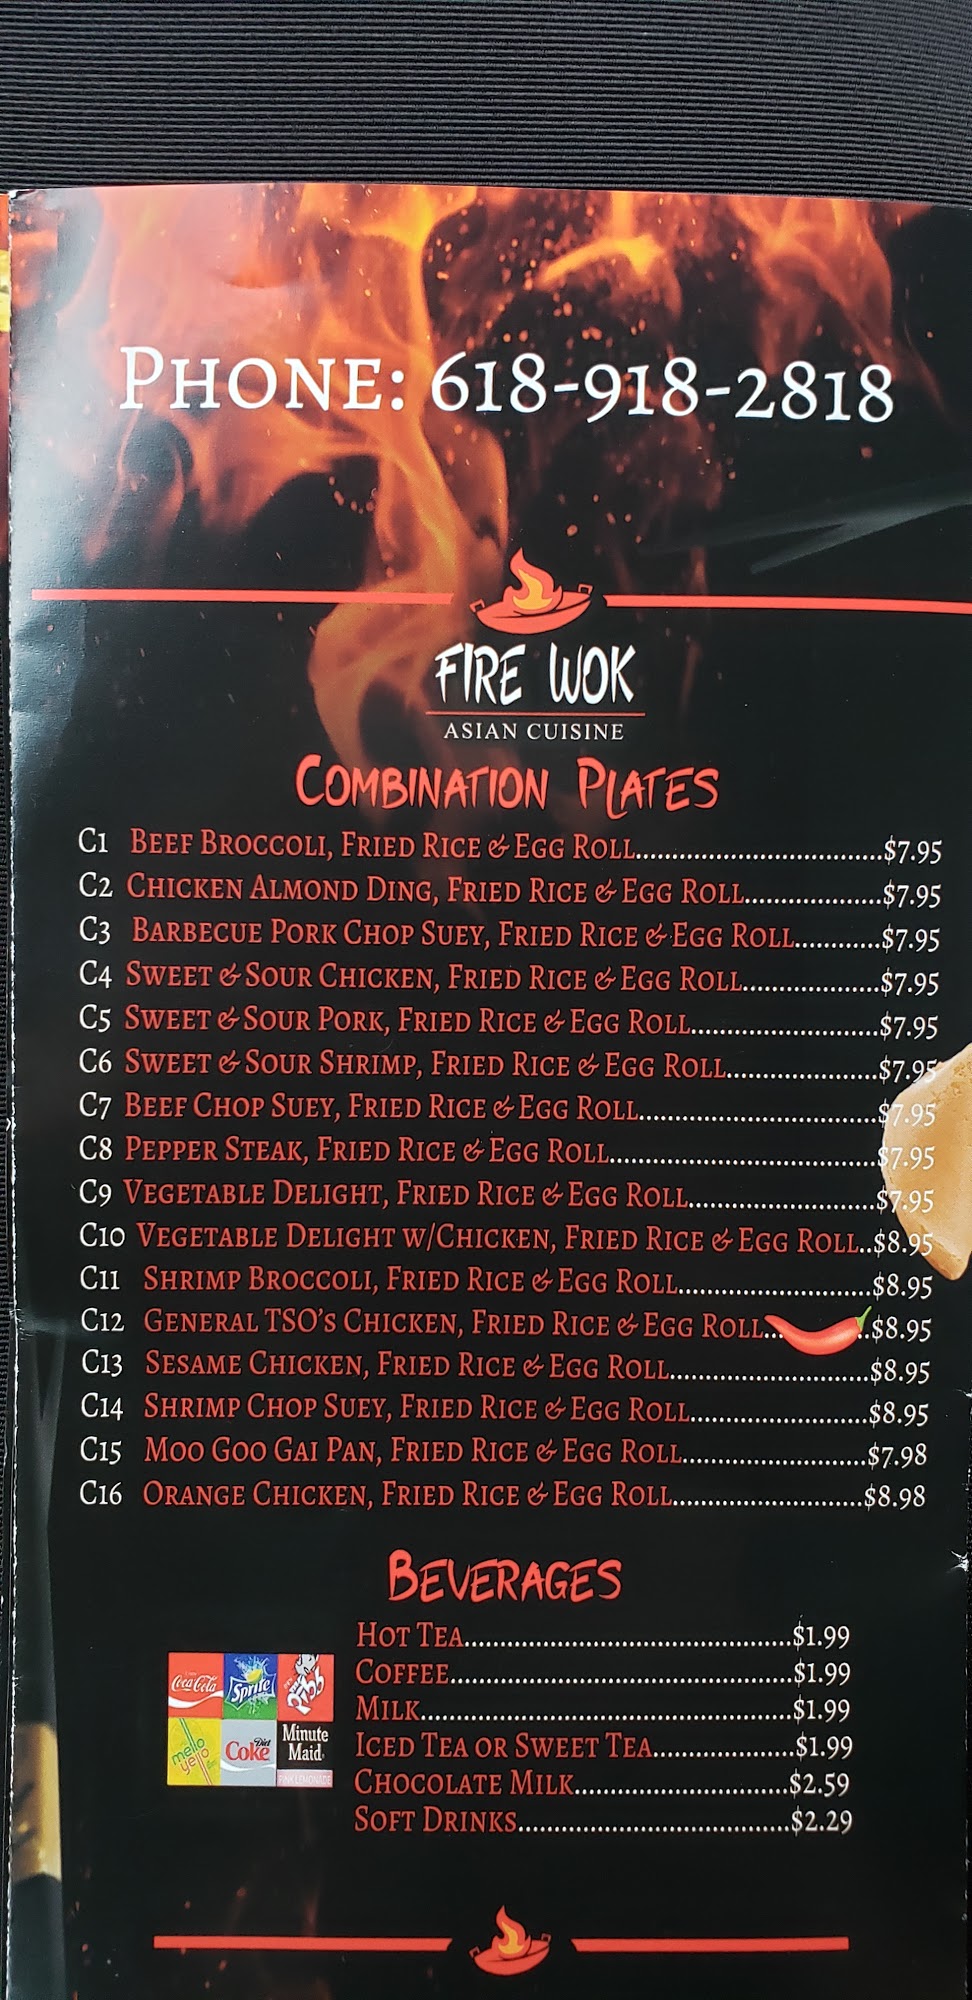 PHONE: 618-918-2818
FIRE WOK
ASIAN CUISINE
COMBINATION PLATES
C1 BEEF BROCCOLI, FRIED RICE & EGG ROLL.....................................$7.95
C2 CHICKEN ALMOND DING, FRIED RICE & EGG ROLL.....................$7.95
C3 BARBECUE PORK CHOP SUEY, FRIED RICE & EGG ROLL.............$7.95
C4 SWEET & SOUR CHICKEN, FRIED RICE & EGG ROLL.....................$7.95
C5 SWEET & SOUR PORK, FRIED RICE & EGG ROLL............................$7.95
C6 SWEET & SOUR SHRIMP, FRIED RICE & EGG ROLL.......................$7.95
C7 BEEF CHOP SUEY, FRIED RICE & EGG ROLL....................................$7.95
C8 PEPPER STEAK, FRIED RICE & EGG ROLL........................................$7.95
C9 VEGETABLE DELIGHT, FRIED RICE & EGG ROLL............................$7.95
C10 VEGETABLE DELIGHT W/CHICKEN, FRIED RICE & EGG ROLL..$8.95
C11 SHRIMP BROCCOLI, FRIED RICE & EGG ROLL.............................$8.95
C12 GENERAL TSO'S CHICKEN, FRIED RICE & EGG ROLL.....$8.95
C13 SESAME CHICKEN, FRIED RICE & EGG ROLL..............................$8.95
C14 SHRIMP CHOP SUEY, FRIED RICE & EGG ROLL...........................$8.95
C15 MOO GOO GAI PAN, FRIED RICE & EGG ROLL............................$7.98
C16 ORANGE CHICKEN, FRIED RICE & EGG ROLL.............................$8.98
BEVERAGES
HOT TEA.................................................$1.99
COFFEE...................................................$1.99
MILK........................................................$1.99
ICED TEA OR SWEET TEA......................$1.99
CHOCOLATE MILK................................$2.59
SOFT DRINKS.........................................$2.29
Coca-Cola Sprite Pibb
mello yello Diet Coke Minute Maid
PINK LEMONADE